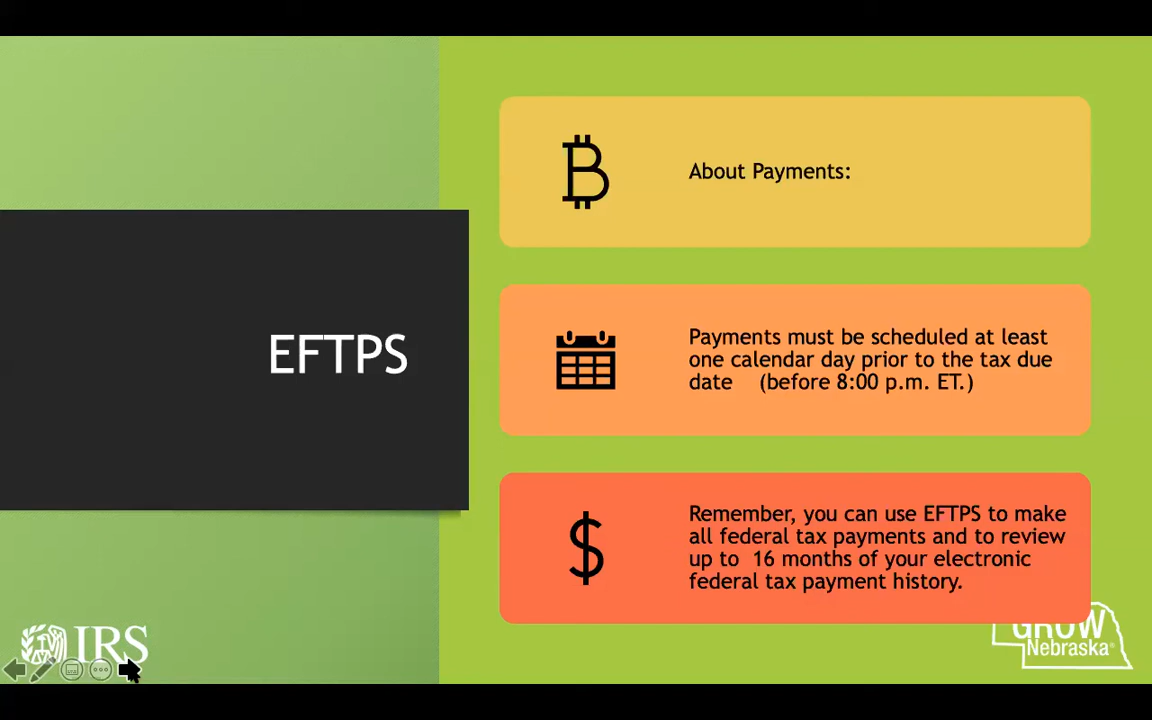 EFTPS
About Payments:
Payments must be scheduled at least
one calendar day prior to the tax due
date    (before 8:00 p.m. ET.)
Remember, you can use EFTPS to make
all federal tax payments and to review
up to  16 months of your electronic
federal tax payment history.
IRS
GROW
Nebraska®